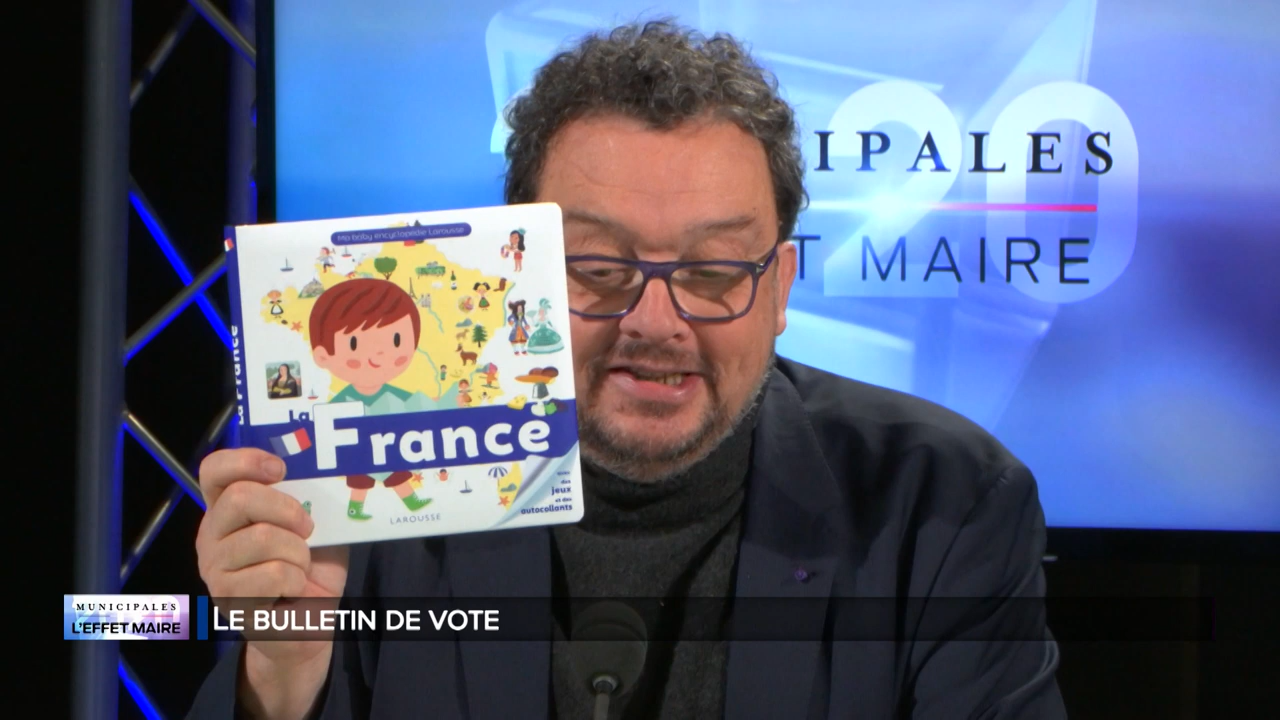 IPALES
20
T MAIRE
Ma baby encyclopédie Larousse
La France
La
France
avec
des
jeux
et des
autocollants
LAROUSSE
MUNICIPALES
L'EFFET MAIRE
LE BULLETIN DE VOTE